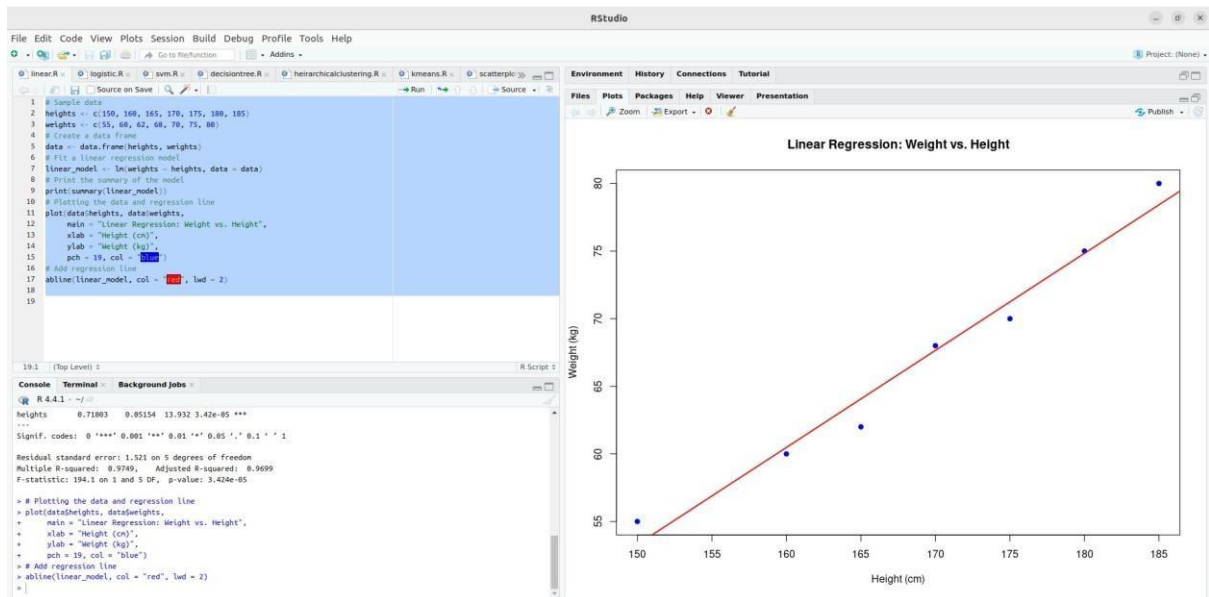 RStudio
File Edit Code View Plots Session Build Debug Profile Tools Help
Go to file/function Addins Project: (None)
linear.R logistic.R svm.R decisiontree.R heirarchicalclustering.R kmeans.R scatterplo
Source on Save Run Source
1 # Sample data
2 heights <- c(150, 160, 165, 170, 175, 180, 185)
3 weights <- c(55, 60, 62, 68, 70, 75, 80)
4 # Create a data frame
5 data <- data.frame(heights, weights)
6 # Fit a linear regression model
7 linear_model <- lm(weights ~ heights, data = data)
8 # Print the summary of the model
9 print(summary(linear_model))
10 # Plotting the data and regression line
11 plot(data$heights, data$weights,
12 main = "Linear Regression: Weight vs. Height",
13 xlab = "Height (cm)",
14 ylab = "Weight (kg)",
15 pch = 19, col = "blue")
16 # Add regression line
17 abline(linear_model, col = "red", lwd = 2)
18
19
19:1 (Top Level) R Script
Console Terminal Background Jobs
R 4.4.1 · ~/
heights 0.71803 0.05154 13.932 3.42e-05 ***
---
Signif. codes: 0 ‘***’ 0.001 ‘**’ 0.01 ‘*’ 0.05 ‘.’ 0.1 ‘ ’ 1
Residual standard error: 1.521 on 5 degrees of freedom
Multiple R-squared: 0.9749, Adjusted R-squared: 0.9699
F-statistic: 194.1 on 1 and 5 DF, p-value: 3.424e-05
> # Plotting the data and regression line
> plot(data$heights, data$weights,
+ main = "Linear Regression: Weight vs. Height",
+ xlab = "Height (cm)",
+ ylab = "Weight (kg)",
+ pch = 19, col = "blue")
> # Add regression line
> abline(linear_model, col = "red", lwd = 2)
>
Environment History Connections Tutorial
Files Plots Packages Help Viewer Presentation
Zoom Export Publish
Linear Regression: Weight vs. Height
Weight (kg)
80
75
70
65
60
55
150 155 160 165 170 175 180 185
Height (cm)